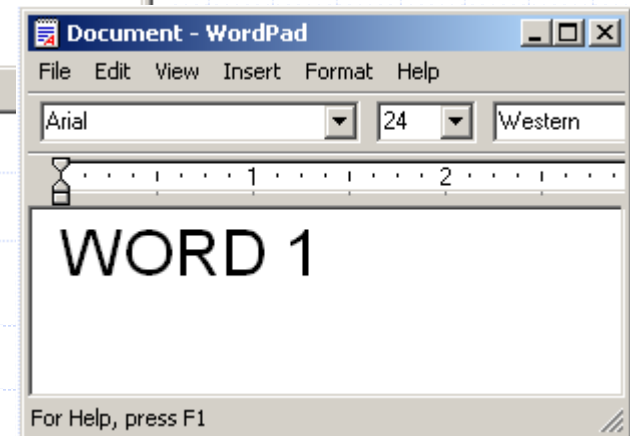 Document - WordPad
File Edit View Insert Format Help
Arial 24 Western
1 2
WORD 1
For Help, press F1